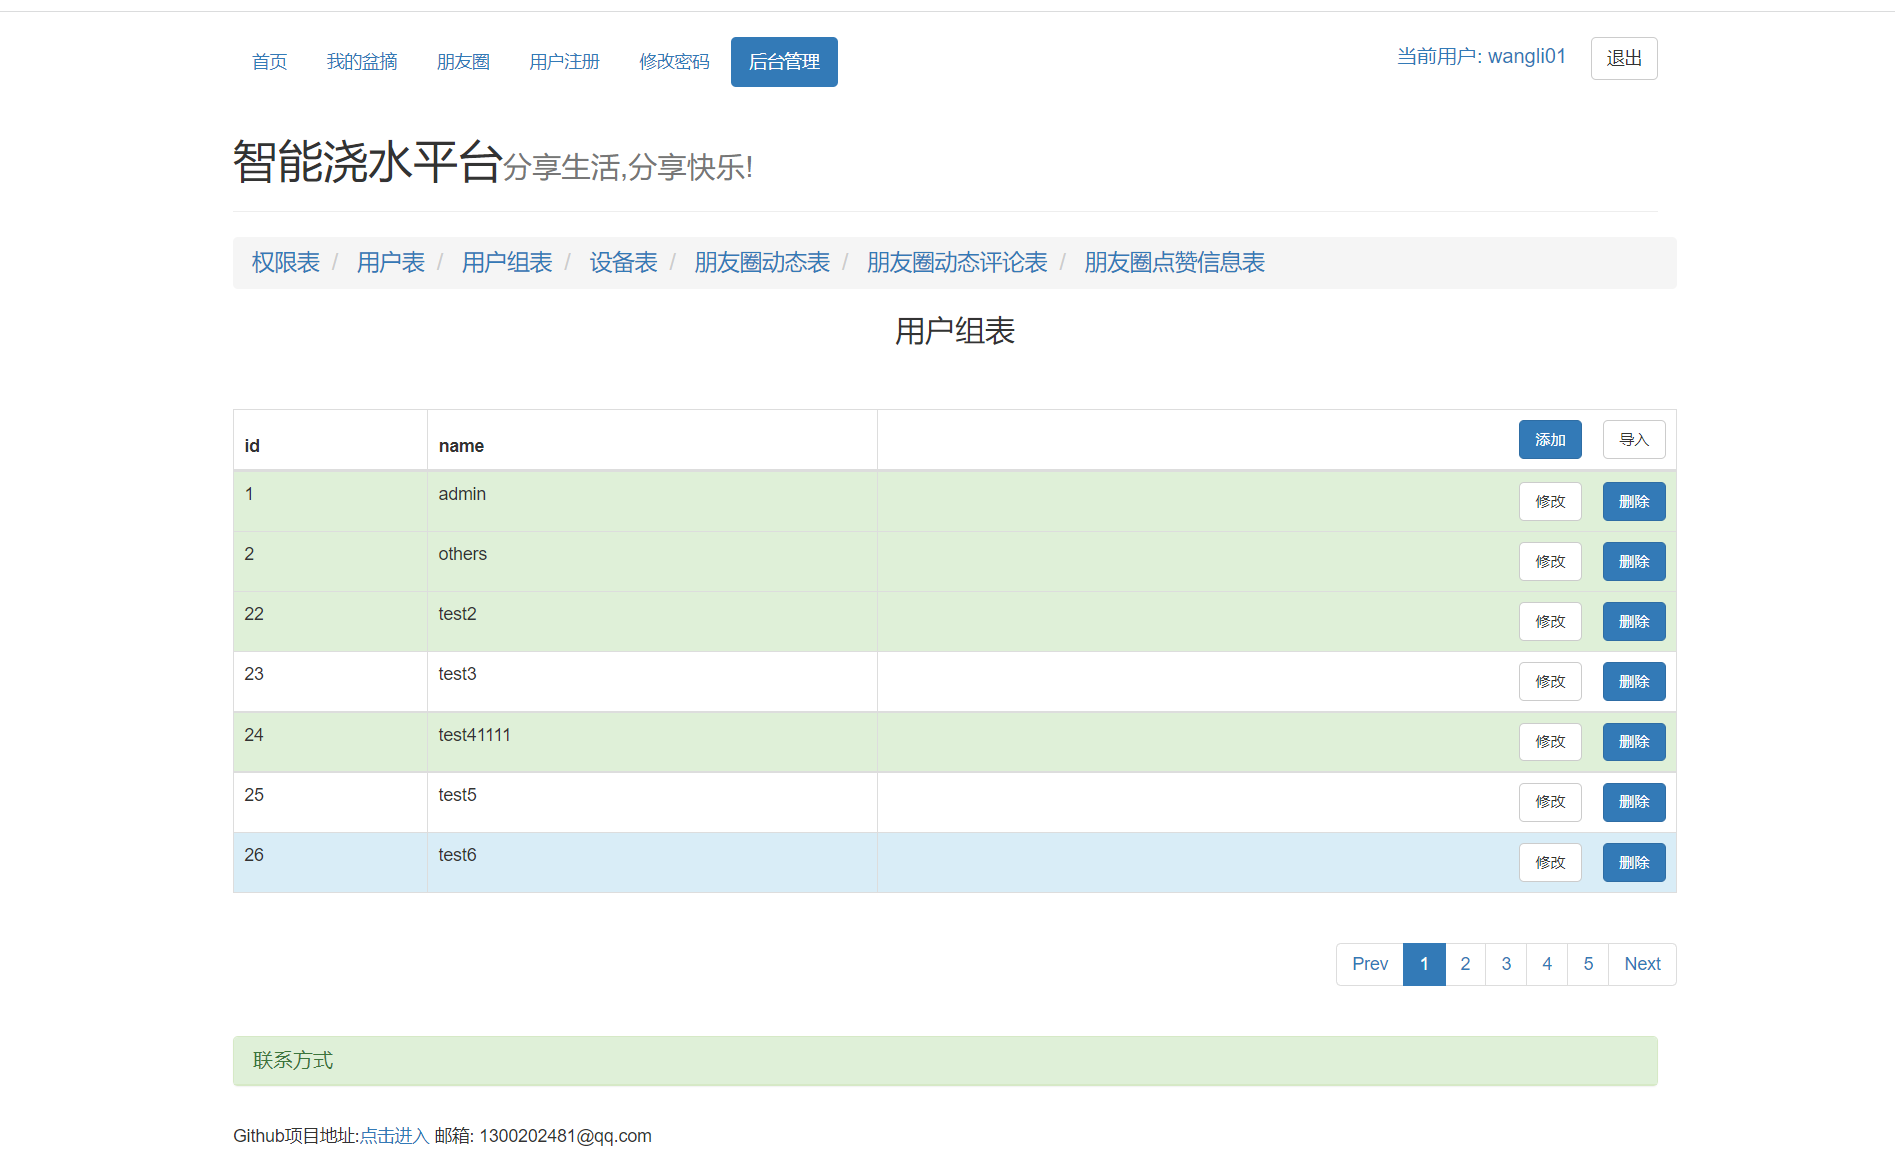 首页 我的盆摘 朋友圈 用户注册 修改密码 后台管理 当前用户: wangli01 退出
智能浇水平台分享生活,分享快乐!
权限表 / 用户表 / 用户组表 / 设备表 / 朋友圈动态表 / 朋友圈动态评论表 / 朋友圈点赞信息表
用户组表
id name 添加 导入
1 admin 修改 删除
2 others 修改 删除
22 test2 修改 删除
23 test3 修改 删除
24 test41111 修改 删除
25 test5 修改 删除
26 test6 修改 删除
Prev 1 2 3 4 5 Next
联系方式
Github项目地址:点击进入 邮箱: 1300202481@qq.com